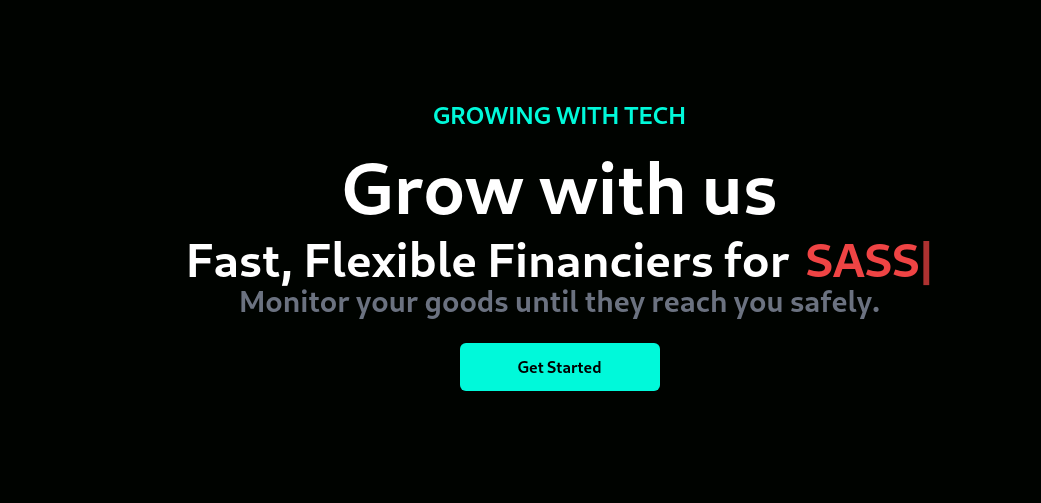 GROWING WITH TECH
Grow with us
Fast, Flexible Financiers for SASS|
Monitor your goods until they reach you safely.
Get Started